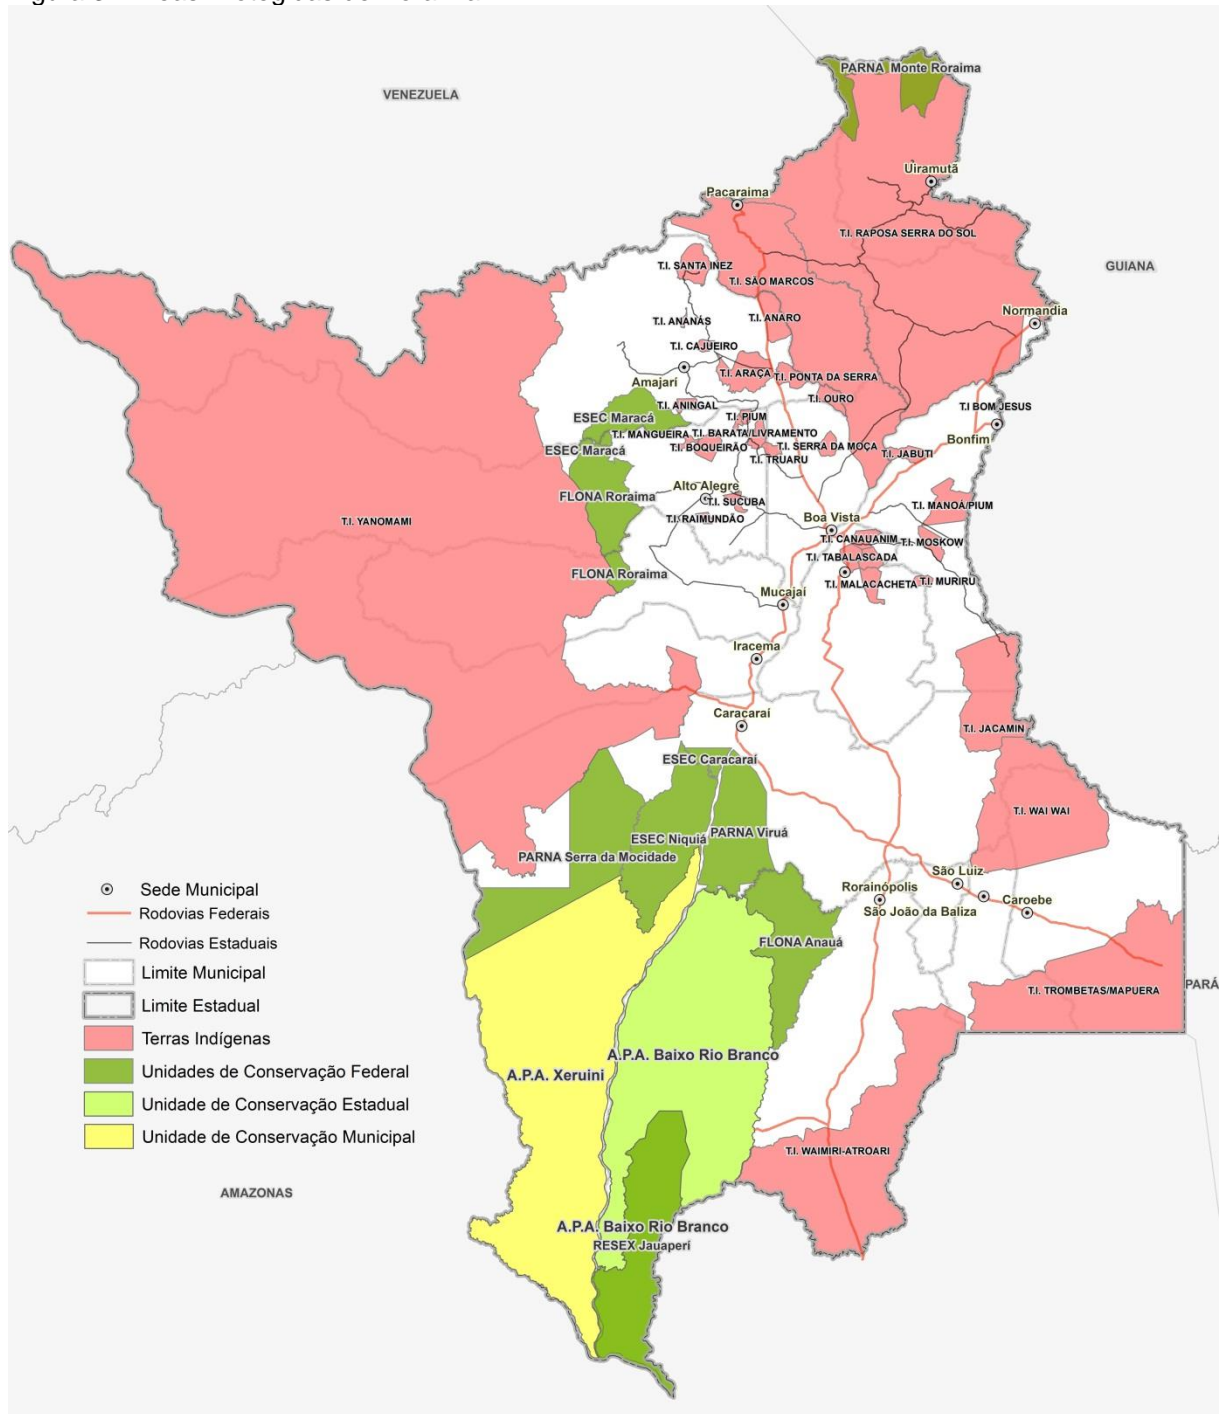 PARNA Monte Roraima
VENEZUELA
Uiramutã
Pacaraima
T.I. RAPOSA SERRA DO SOL
T.I. SANTA INEZ
GUIANA
T.I. SÃO MARCOS
Normandia
T.I. ANANÁS
T.I. ANARO
T.I. CAJUEIRO
T.I. ARAÇA
T.I. PONTA DA SERRA
Amajarí
T.I. OURO
T.I. ANINGAL
T.I BOM JESUS
ESEC Maracá
T.I. PIUM
T.I. MANGUEIRA
T.I. BARATA/LIVRAMENTO
Bonfim
ESEC Maracá
T.I. BOQUEIRÃO
T.I. SERRA DA MOÇA
T.I. JABUTI
T.I. TRUARU
Alto Alegre
FLONA Roraima
T.I. SUCUBA
T.I. MANOÁ/PIUM
T.I. YANOMAMI
T.I. RAIMUNDÃO
Boa Vista
T.I. CANAUANIM
T.I. MOSKOW
T.I. TABALASCADA
FLONA Roraima
T.I. MALACACHETA
T.I. MURIRU
Mucajaí
Iracema
Caracaraí
T.I. JACAMIN
ESEC Caracaraí
T.I. WAI WAI
ESEC Niquiá
PARNA Viruá
PARNA Serra da Mocidade
São Luiz
Rorainópolis
Caroebe
São João da Baliza
FLONA Anauá
PARÁ
T.I. TROMBETAS/MAPUERA
A.P.A. Baixo Rio Branco
A.P.A. Xeruini
T.I. WAIMIRI-ATROARI
A.P.A. Baixo Rio Branco
RESEX Jauaperi
AMAZONAS
Sede Municipal
Rodovias Federais
Rodovias Estaduais
Limite Municipal
Limite Estadual
Terras Indígenas
Unidades de Conservação Federal
Unidade de Conservação Estadual
Unidade de Conservação Municipal